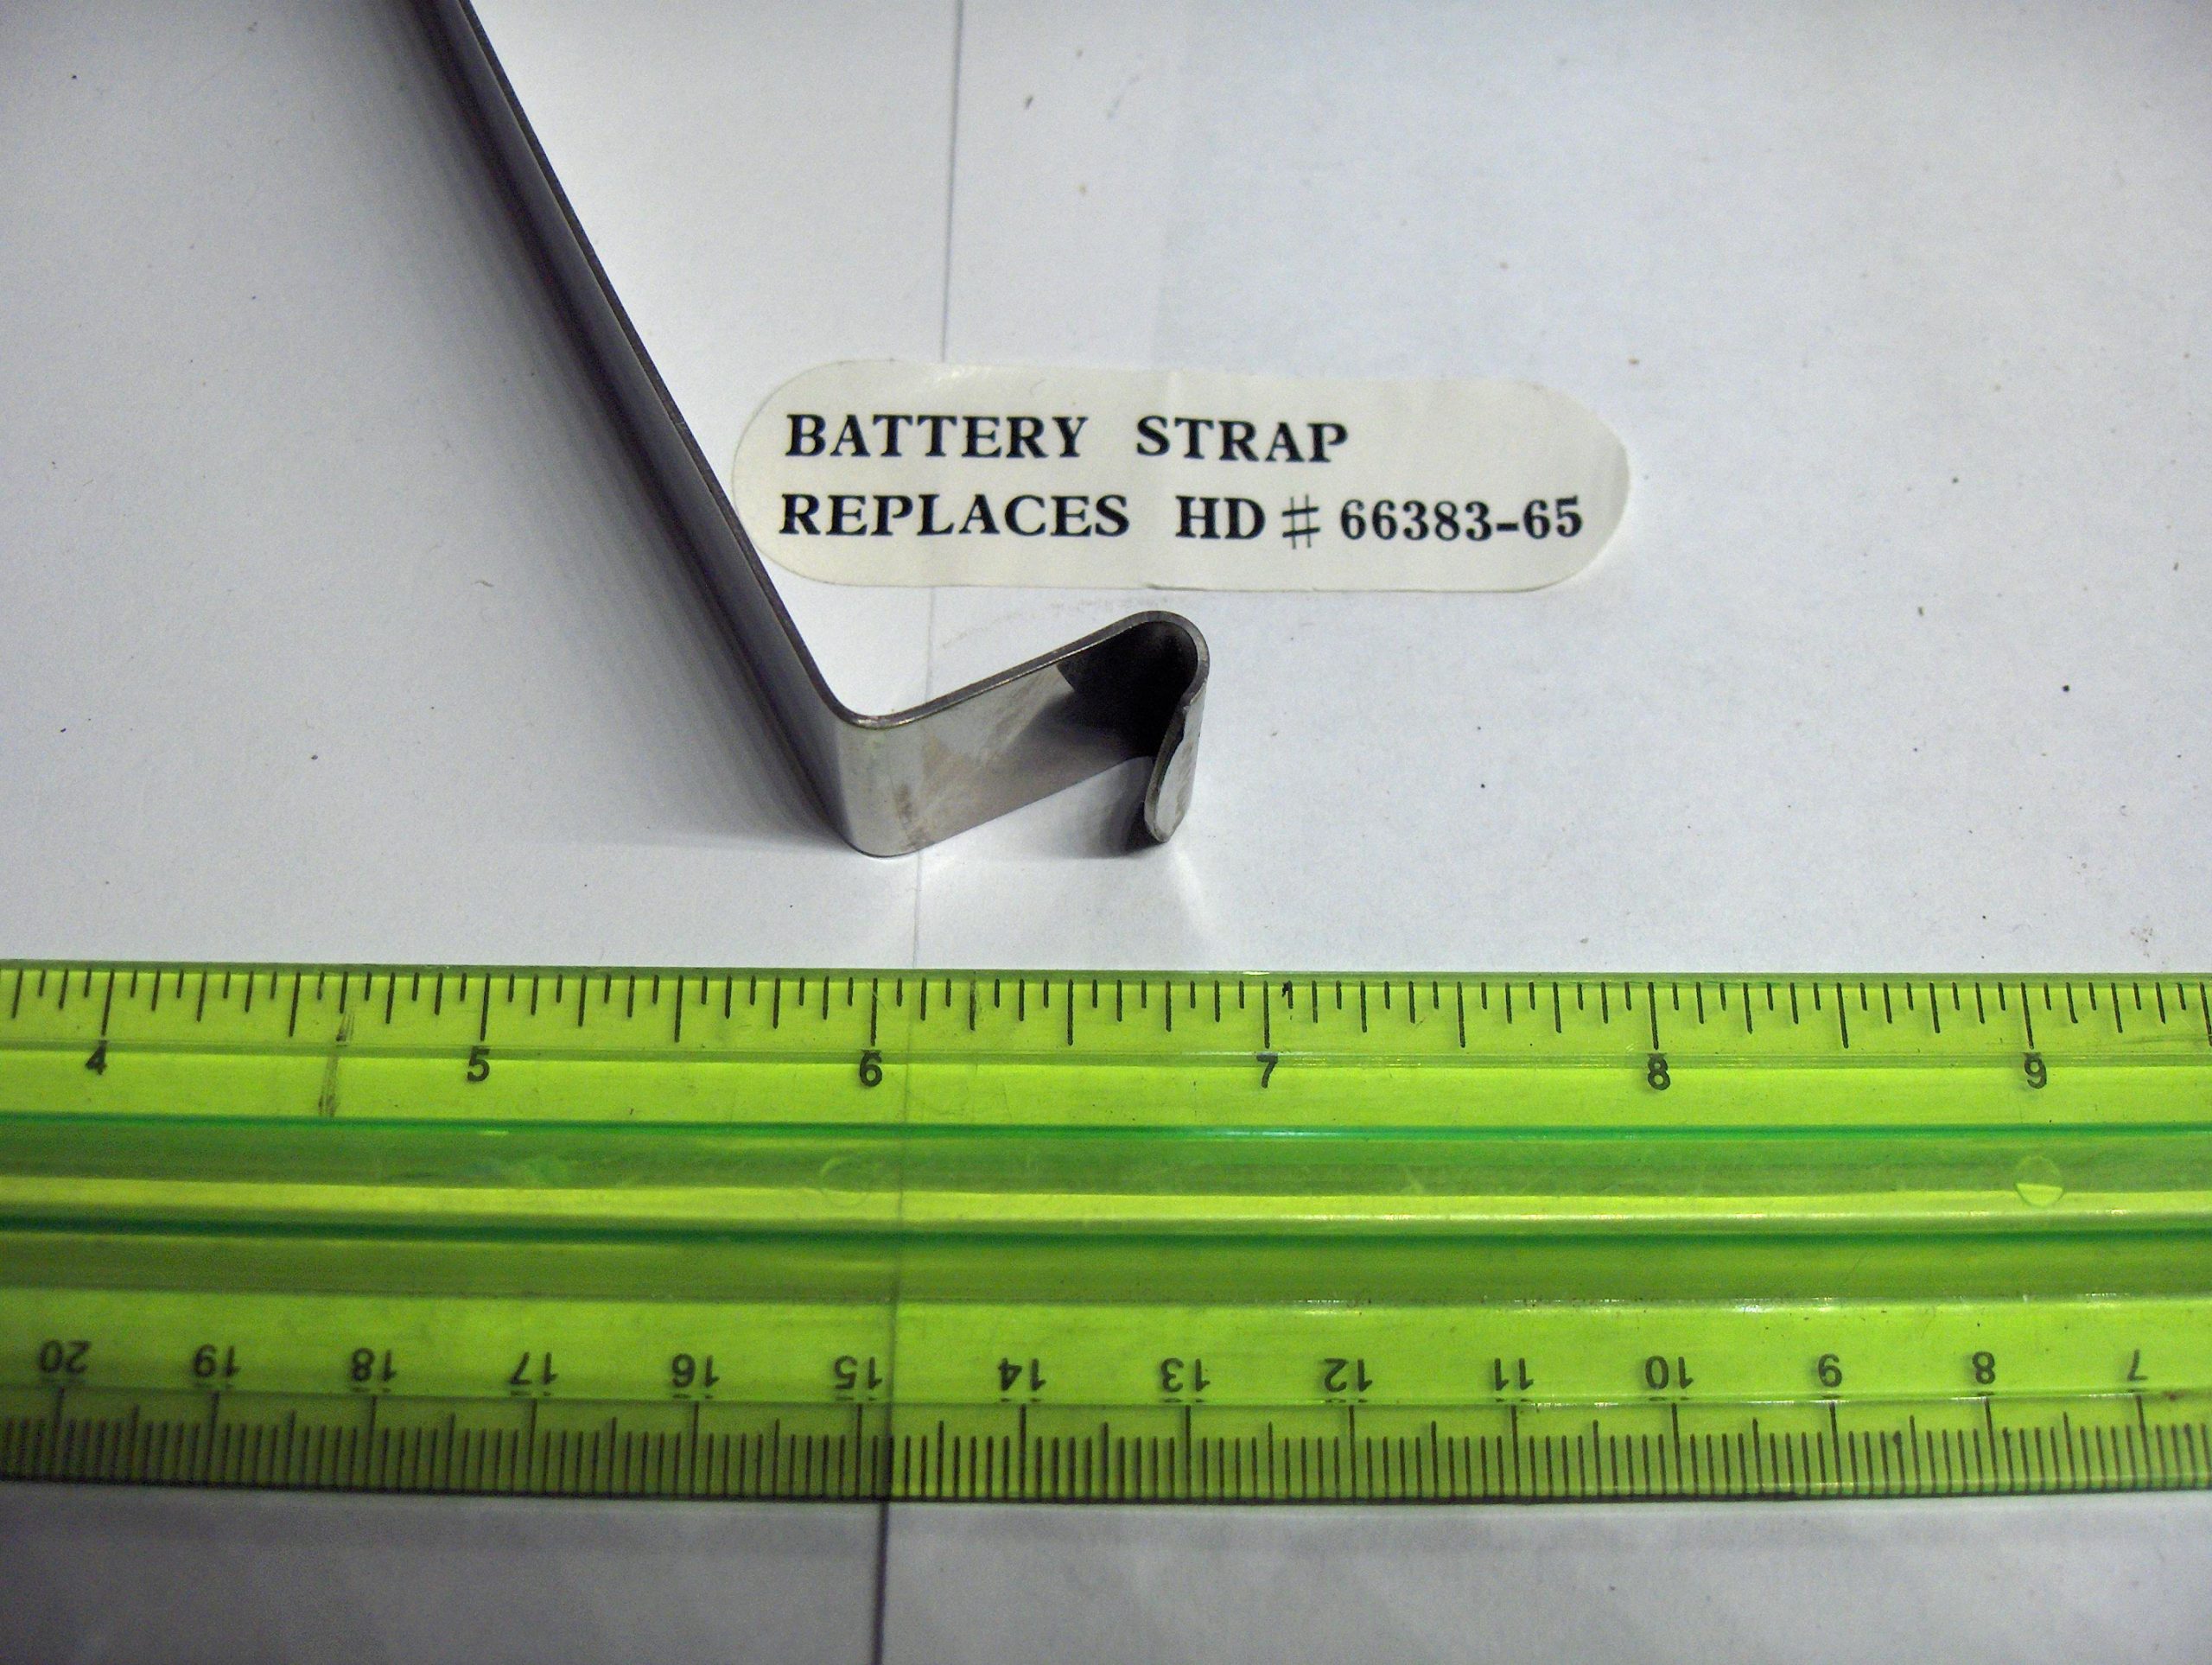 BATTERY STRAP
REPLACES HD # 66383-65
4 5 6 7 8 9
20 19 18 17 16 15 14 13 12 11 10 9 8 7